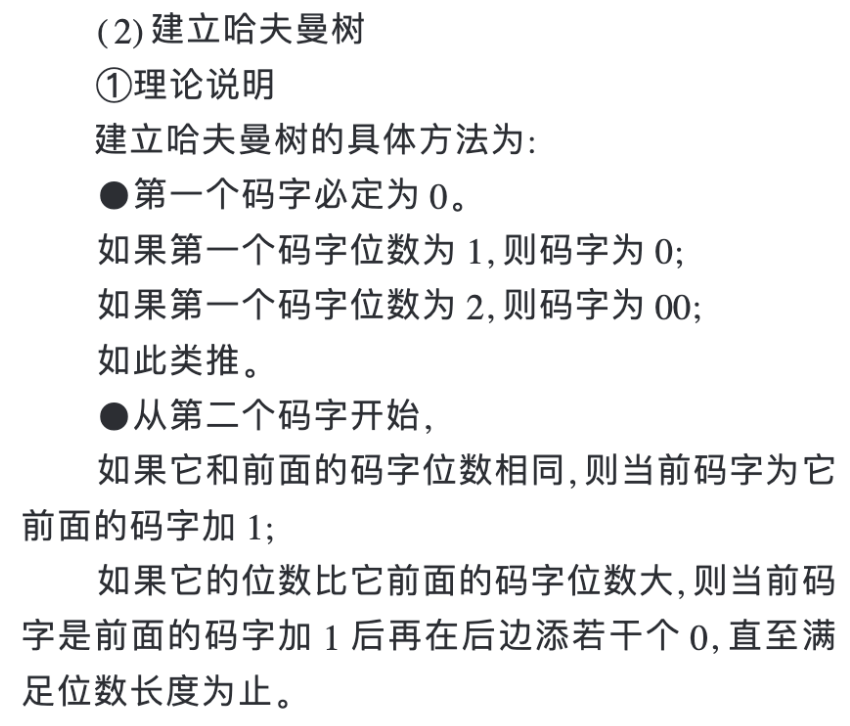 (2)建立哈夫曼树
①理论说明
建立哈夫曼树的具体方法为:
●第一个码字必定为 0。
如果第一个码字位数为 1,则码字为 0;
如果第一个码字位数为 2,则码字为 00;
如此类推。
●从第二个码字开始,
如果它和前面的码字位数相同,则当前码字为它
前面的码字加 1;
如果它的位数比它前面的码字位数大,则当前码
字是前面的码字加 1 后再在后边添若干个 0,直至满
足位数长度为止。